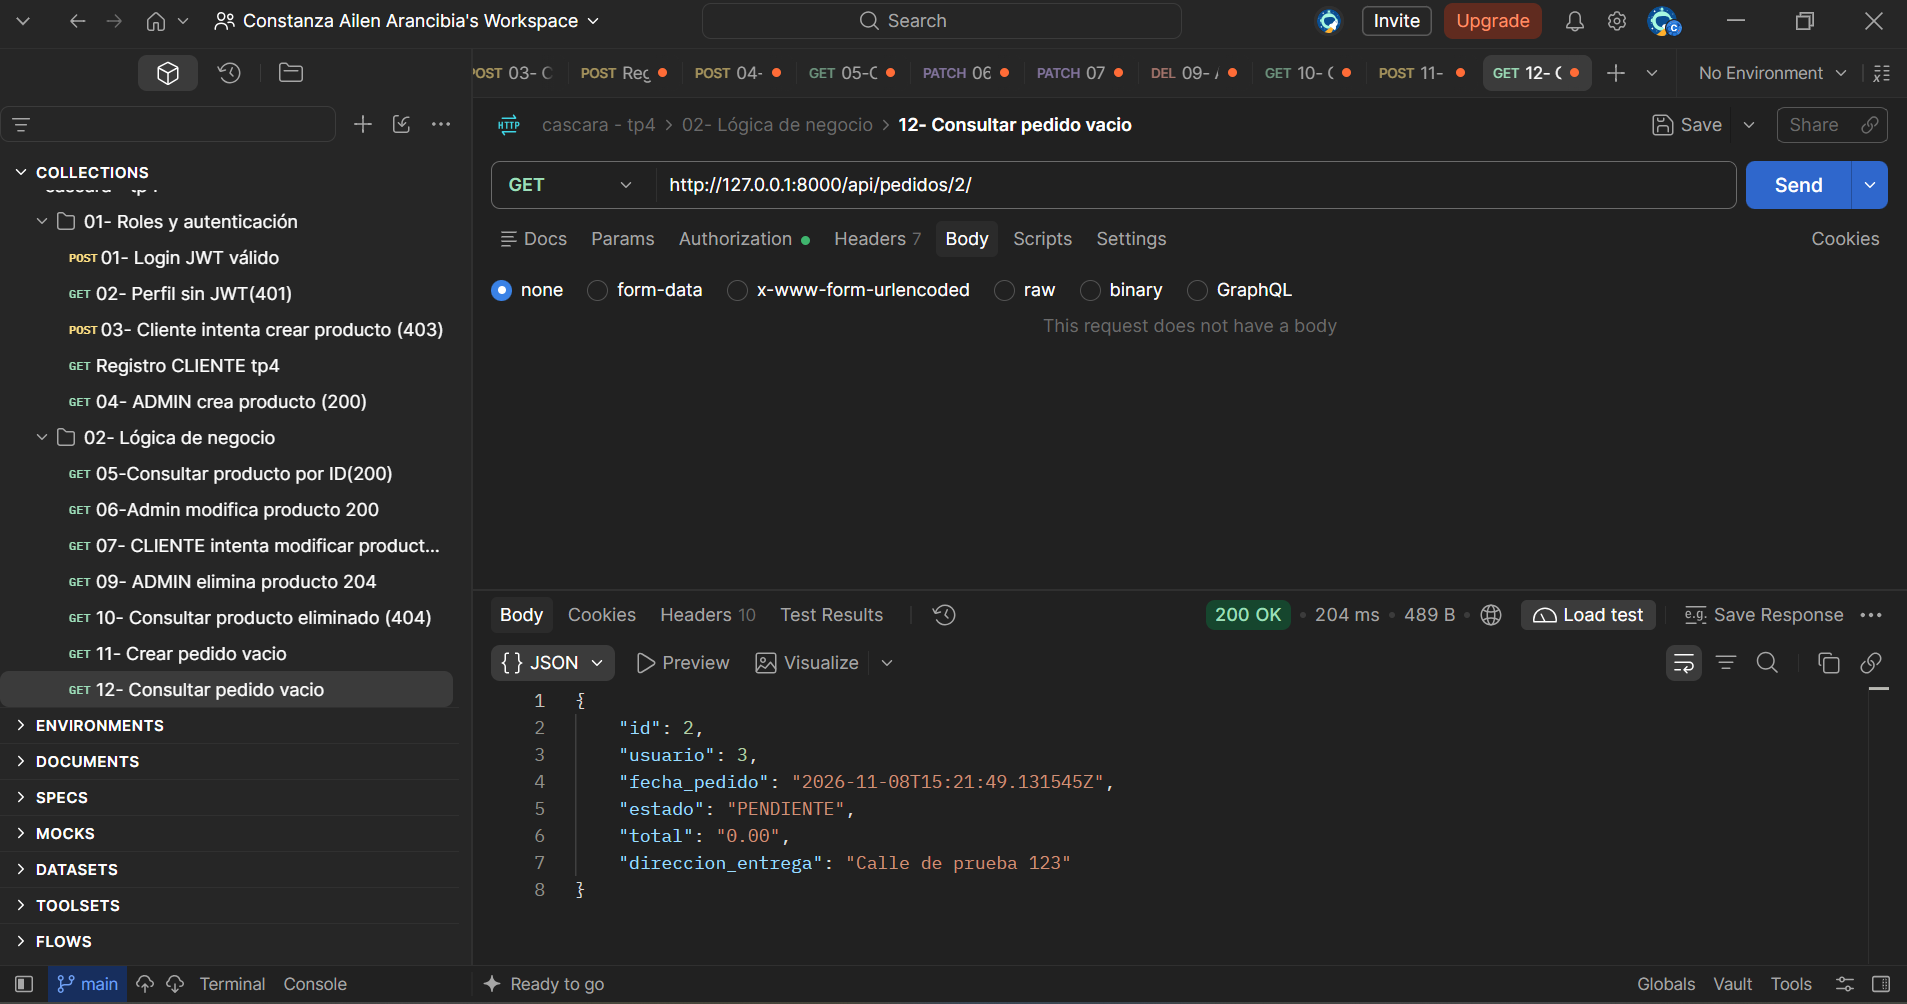 Constanza Ailen Arancibia's Workspace
Search
Invite
Upgrade
POST 03- C
POST Reg
POST 04-
GET 05-C
PATCH 06
PATCH 07
DEL 09- A
GET 10- C
POST 11-
GET 12- C
No Environment
HTTP
cascara - tp4 > 02- Lógica de negocio > 12- Consultar pedido vacio
Save
Share
COLLECTIONS
cascara - tp4
01- Roles y autenticación
POST 01- Login JWT válido
GET 02- Perfil sin JWT(401)
POST 03- Cliente intenta crear producto (403)
GET Registro CLIENTE tp4
GET 04- ADMIN crea producto (200)
02- Lógica de negocio
GET 05-Consultar producto por ID(200)
GET 06-Admin modifica producto 200
GET 07- CLIENTE intenta modificar product...
GET 09- ADMIN elimina producto 204
GET 10- Consultar producto eliminado (404)
GET 11- Crear pedido vacio
GET 12- Consultar pedido vacio
ENVIRONMENTS
DOCUMENTS
SPECS
MOCKS
DATASETS
TOOLSETS
FLOWS
GET
http://127.0.0.1:8000/api/pedidos/2/
Send
Docs
Params
Authorization
Headers 7
Body
Scripts
Settings
Cookies
none
form-data
x-www-form-urlencoded
raw
binary
GraphQL
This request does not have a body
Body
Cookies
Headers 10
Test Results
200 OK
204 ms
489 B
Load test
e.g. Save Response
{} JSON
Preview
Visualize
1 {
2 "id": 2,
3 "usuario": 3,
4 "fecha_pedido": "2026-11-08T15:21:49.131545Z",
5 "estado": "PENDIENTE",
6 "total": "0.00",
7 "direccion_entrega": "Calle de prueba 123"
8 }
main
Terminal
Console
Ready to go
Globals
Vault
Tools